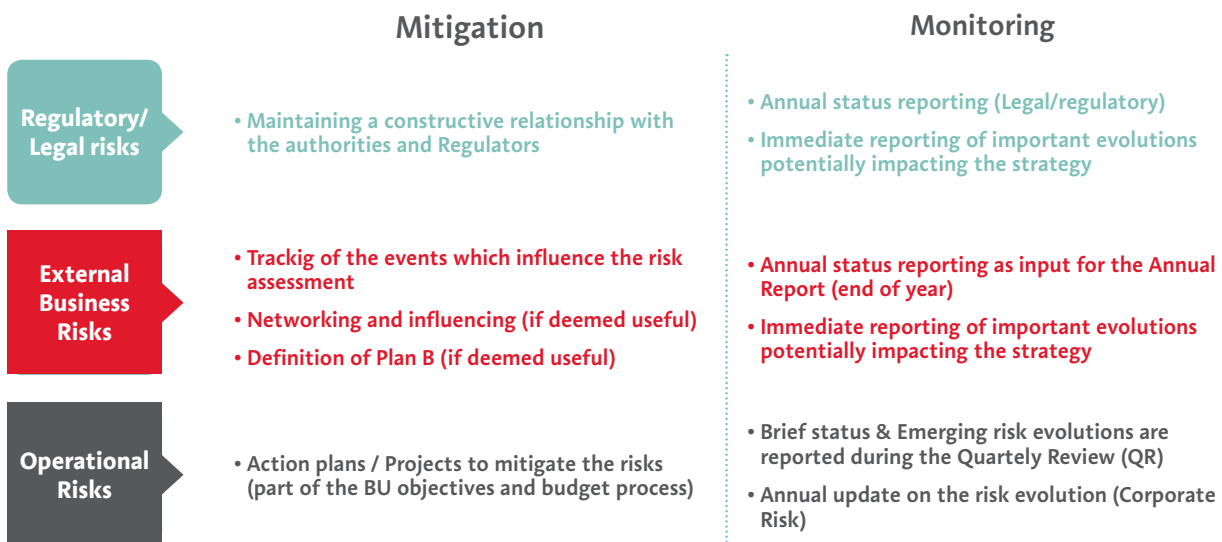 Mitigation
Monitoring
Regulatory/
Legal risks
• Maintaining a constructive relationship with
the authorities and Regulators
• Annual status reporting (Legal/regulatory)
• Immediate reporting of important evolutions
potentially impacting the strategy
External
Business
Risks
• Trackig of the events which influence the risk
assessment
• Networking and influencing (if deemed useful)
• Definition of Plan B (if deemed useful)
• Annual status reporting as input for the Annual
Report (end of year)
• Immediate reporting of important evolutions
potentially impacting the strategy
Operational
Risks
• Action plans / Projects to mitigate the risks
(part of the BU objectives and budget process)
• Brief status & Emerging risk evolutions are
reported during the Quartely Review (QR)
• Annual update on the risk evolution (Corporate
Risk)